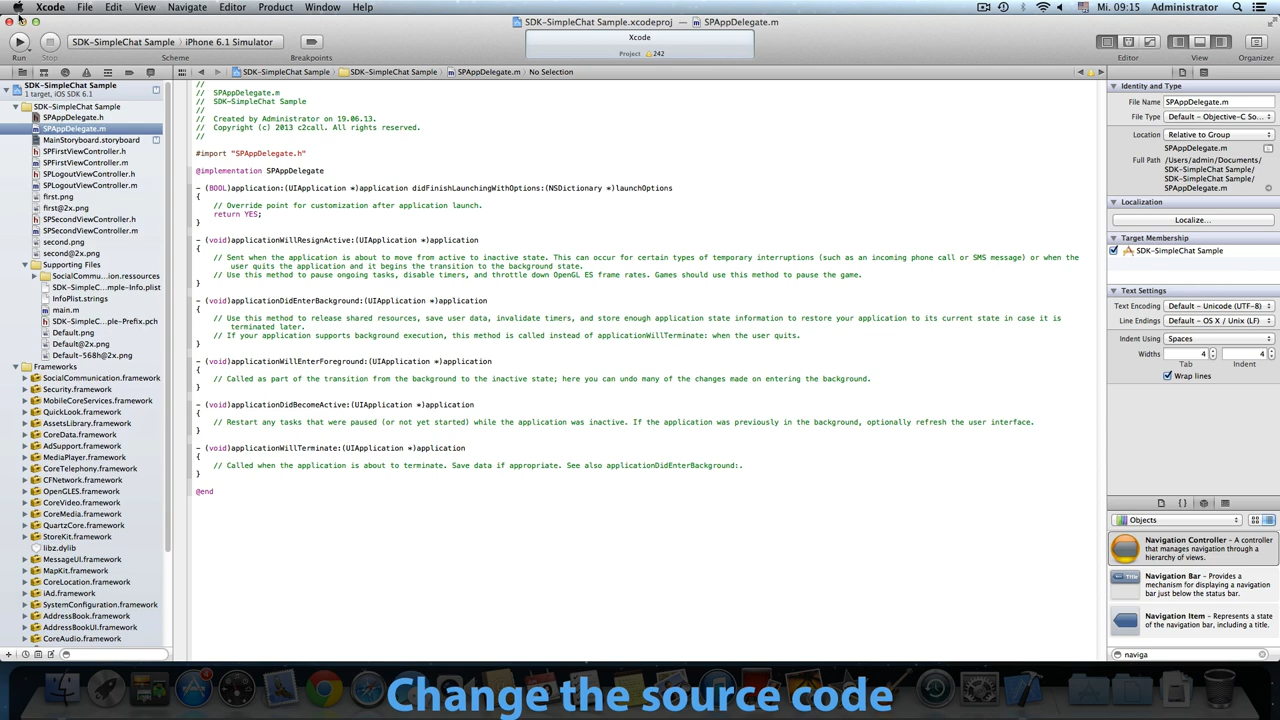 Xcode File Edit View Navigate Editor Product Window Help Mi. 09:15 Administrator
SDK-SimpleChat Sample.xcodeproj — SPAppDelegate.m
SDK-SimpleChat Sample iPhone 6.1 Simulator
Xcode
Project 242
Run Stop Scheme Breakpoints Editor View Organizer
SDK-SimpleChat Sample SDK-SimpleChat Sample SPAppDelegate.m No Selection
SDK-SimpleChat Sample
1 target, iOS SDK 6.1
SDK-SimpleChat Sample
SPAppDelegate.h
SPAppDelegate.m
MainStoryboard.storyboard
SPFirstViewController.h
SPFirstViewController.m
SPLogoutViewController.h
SPLogoutViewController.m
first.png
first@2x.png
SPSecondViewController.h
SPSecondViewController.m
second.png
second@2x.png
Supporting Files
SocialCommu...ion.ressources
SDK-SimpleC...mple-Info.plist
InfoPlist.strings
main.m
SDK-SimpleC...ple-Prefix.pch
Default.png
Default@2x.png
Default-568h@2x.png
Frameworks
SocialCommunication.framework
Security.framework
MobileCoreServices.framework
QuickLook.framework
AssetsLibrary.framework
CoreData.framework
AdSupport.framework
MediaPlayer.framework
CoreTelephony.framework
CFNetwork.framework
OpenGLES.framework
CoreVideo.framework
CoreMedia.framework
QuartzCore.framework
StoreKit.framework
libz.dylib
MessageUI.framework
MapKit.framework
CoreLocation.framework
iAd.framework
SystemConfiguration.framework
AddressBook.framework
AddressBookUI.framework
CoreAudio.framework
//
// SPAppDelegate.m
// SDK-SimpleChat Sample
//
// Created by Administrator on 19.06.13.
// Copyright (c) 2013 c2call. All rights reserved.
//
#import "SPAppDelegate.h"
@implementation SPAppDelegate
- (BOOL)application:(UIApplication *)application didFinishLaunchingWithOptions:(NSDictionary *)launchOptions
{
// Override point for customization after application launch.
return YES;
}
- (void)applicationWillResignActive:(UIApplication *)application
{
// Sent when the application is about to move from active to inactive state. This can occur for certain types of temporary interruptions (such as an incoming phone call or SMS message) or when the
user quits the application and it begins the transition to the background state.
// Use this method to pause ongoing tasks, disable timers, and throttle down OpenGL ES frame rates. Games should use this method to pause the game.
}
- (void)applicationDidEnterBackground:(UIApplication *)application
{
// Use this method to release shared resources, save user data, invalidate timers, and store enough application state information to restore your application to its current state in case it is
terminated later.
// If your application supports background execution, this method is called instead of applicationWillTerminate: when the user quits.
}
- (void)applicationWillEnterForeground:(UIApplication *)application
{
// Called as part of the transition from the background to the inactive state; here you can undo many of the changes made on entering the background.
}
- (void)applicationDidBecomeActive:(UIApplication *)application
{
// Restart any tasks that were paused (or not yet started) while the application was inactive. If the application was previously in the background, optionally refresh the user interface.
}
- (void)applicationWillTerminate:(UIApplication *)application
{
// Called when the application is about to terminate. Save data if appropriate. See also applicationDidEnterBackground:.
}
@end
Identity and Type
File Name SPAppDelegate.m
File Type Default - Objective-C So...
Location Relative to Group
SPAppDelegate.m
Full Path /Users/admin/Documents/
SDK-SimpleChat Sample/
SDK-SimpleChat Sample/
SPAppDelegate.m
Localization
Localize...
Target Membership
SDK-SimpleChat Sample
Text Settings
Text Encoding Default - Unicode (UTF-8)
Line Endings Default - OS X / Unix (LF)
Indent Using Spaces
Widths 4 4
Tab Indent
Wrap lines
Objects
Navigation Controller - A controller
that manages navigation through a
hierarchy of views.
Title
Navigation Bar - Provides a
mechanism for displaying a navigation
bar just below the status bar.
Navigation Item - Represents a state
of the navigation bar, including a title.
naviga
Change the source code